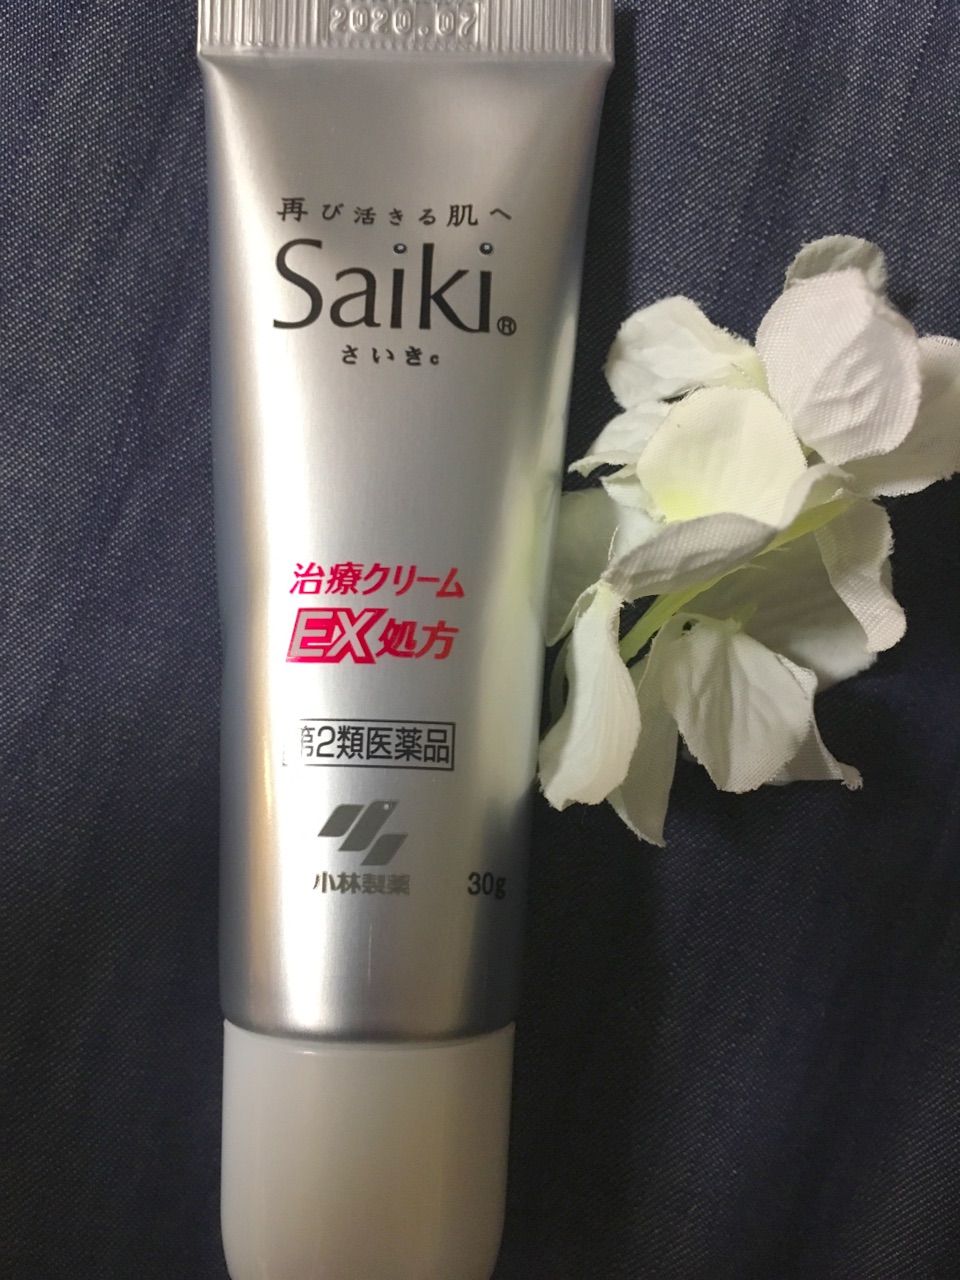 2020.07
再び活きる肌へ
Saiki®
さいきc
治療クリーム
EX処方
第2類医薬品
小林製薬
30g